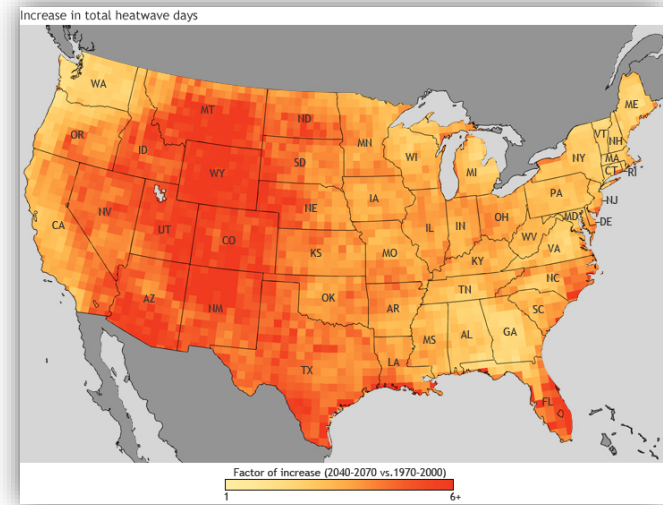 Increase in total heatwave days
WA
MT
ND
MN
ME
OR
ID
SD
WI
MI
VT
NH
NY
MA
CT
RI
WY
NE
IA
PA
NJ
NV
UT
CO
IL
IN
OH
MD
DE
CA
KS
MO
WV
VA
KY
AZ
NM
OK
AR
TN
NC
SC
MS
AL
GA
TX
LA
FL
Factor of increase (2040-2070 vs.1970-2000)
1
6+